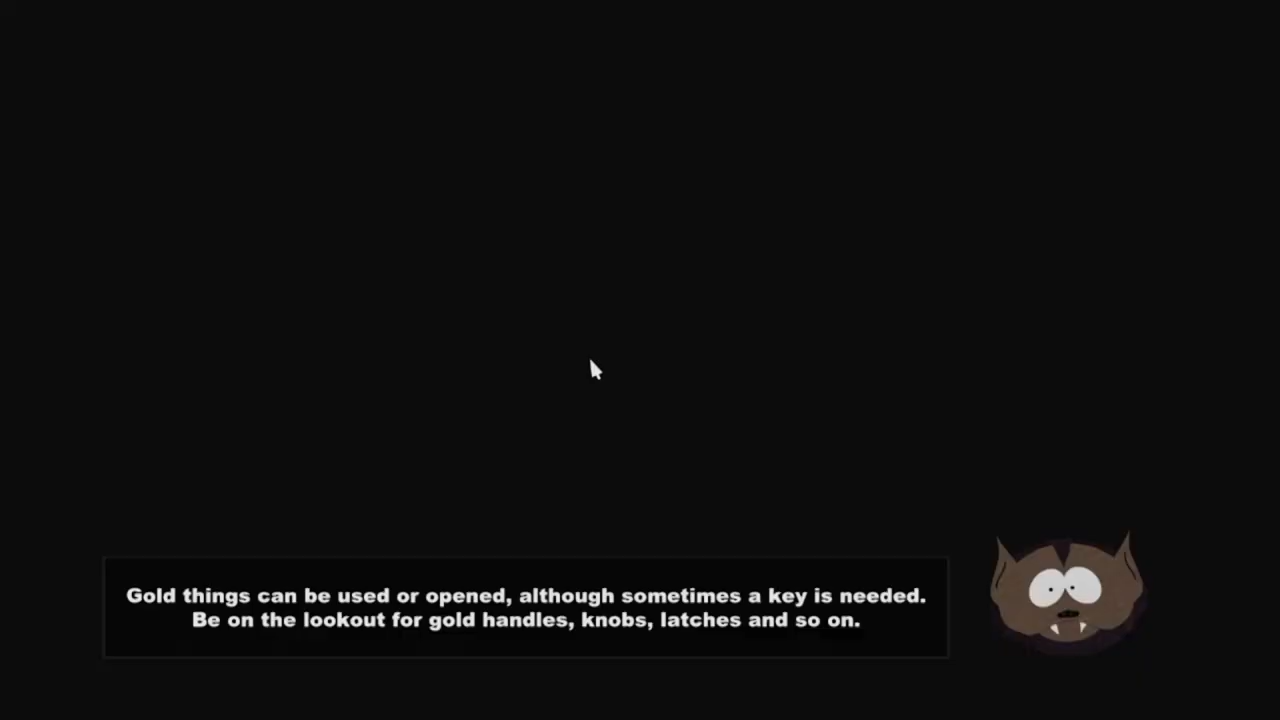 Gold things can be used or opened, although sometimes a key is needed.
Be on the lookout for gold handles, knobs, latches and so on.